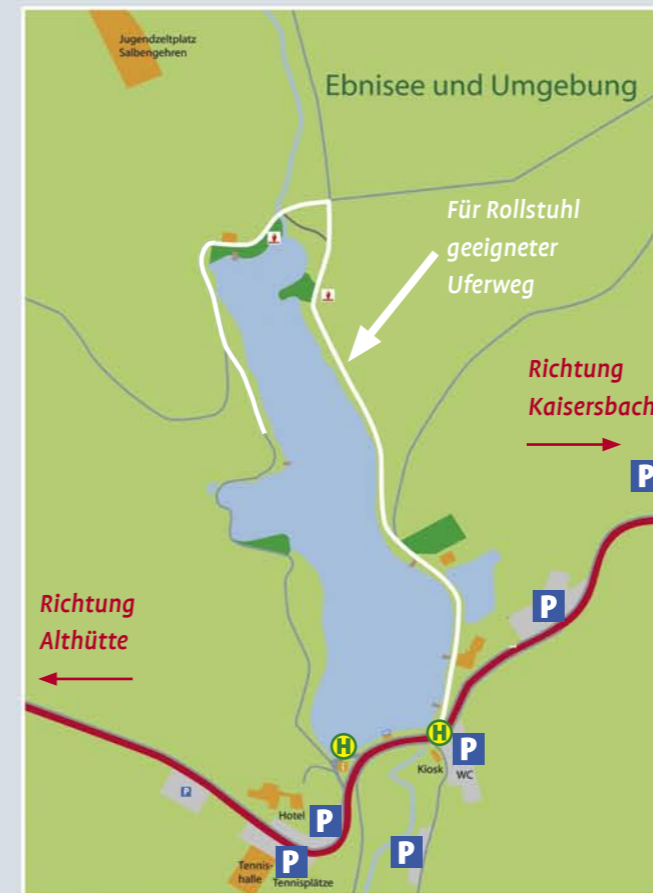 Jugendzeltplatz
Salbengehren
Ebnisee und Umgebung
Für Rollstuhl
geeigneter
Uferweg
Richtung
Kaisersbach
P
P
Richtung
Althütte
H
H
P
Kiosk
WC
P
Hotel
P
P
P
Tennis-
halle
Tennisplätze